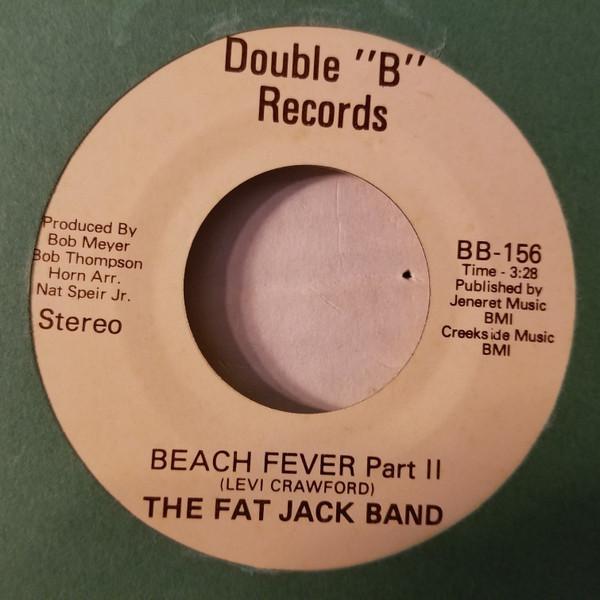 Double "B"
Records
Produced By
Bob Meyer
Bob Thompson
Horn Arr.
Nat Speir Jr.
Stereo
BB-156
Time - 3:28
Published by
Jeneret Music
BMI
Creekside Music
BMI
BEACH FEVER Part II
(LEVI CRAWFORD)
THE FAT JACK BAND